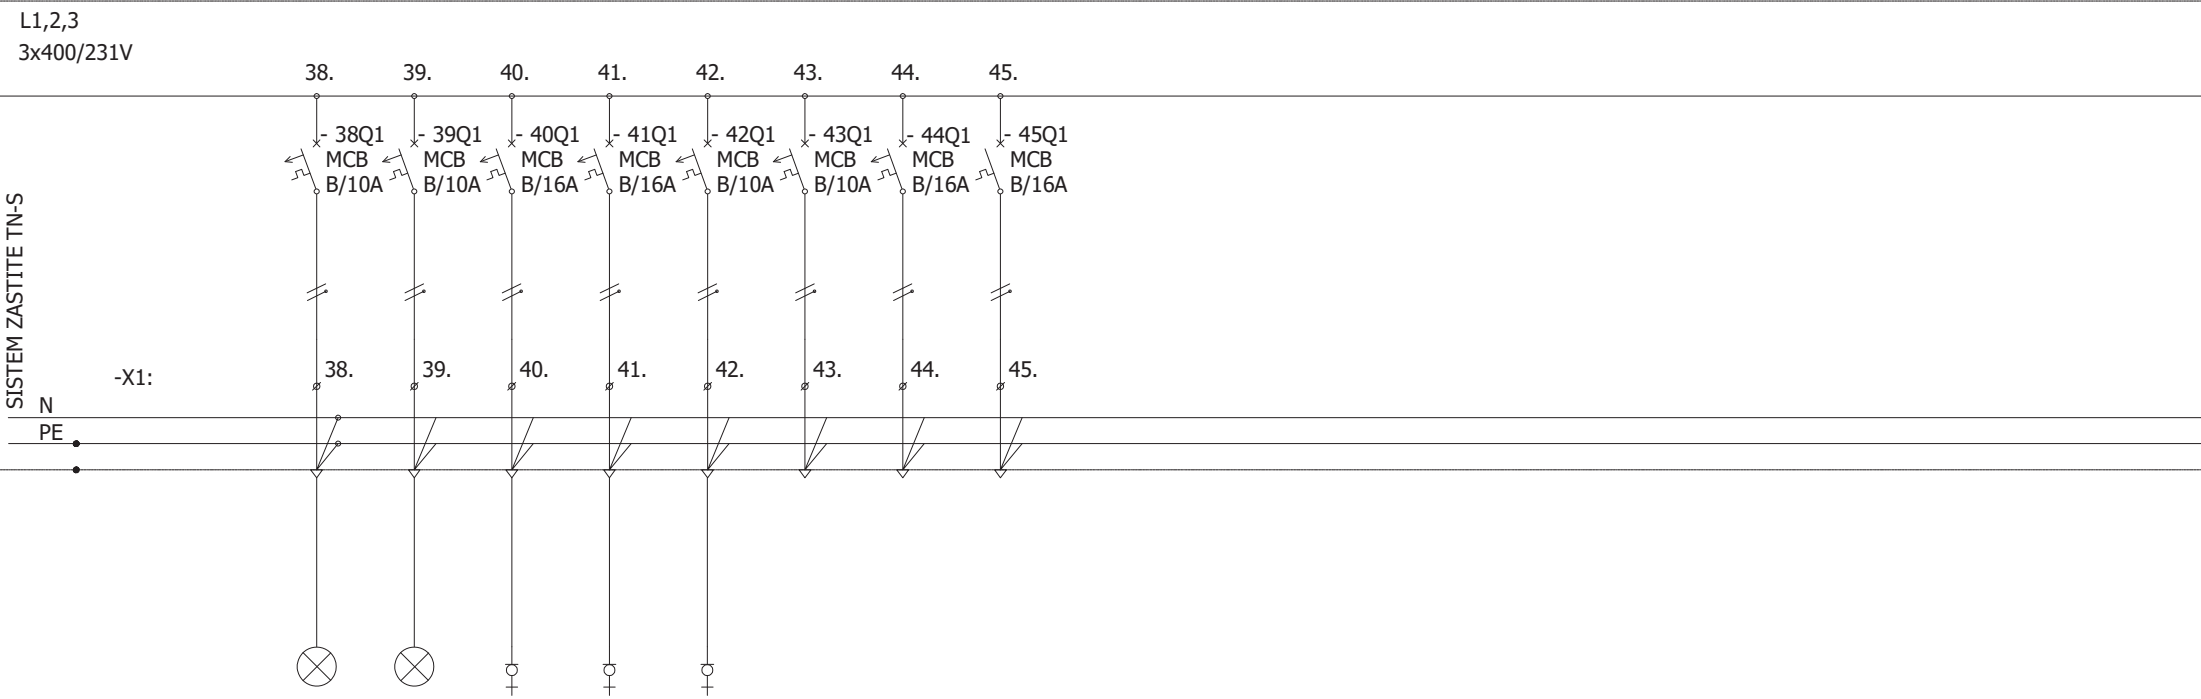 L1,2,3
3x400/231V
38. 39. 40. 41. 42. 43. 44. 45.
- 38Q1 - 39Q1 - 40Q1 - 41Q1 - 42Q1 - 43Q1 - 44Q1 - 45Q1
MCB MCB MCB MCB MCB MCB MCB MCB
B/10A B/10A B/16A B/16A B/10A B/10A B/16A B/16A
SISTEM ZASTITE TN-S
-X1:
38. 39. 40. 41. 42. 43. 44. 45.
N
PE